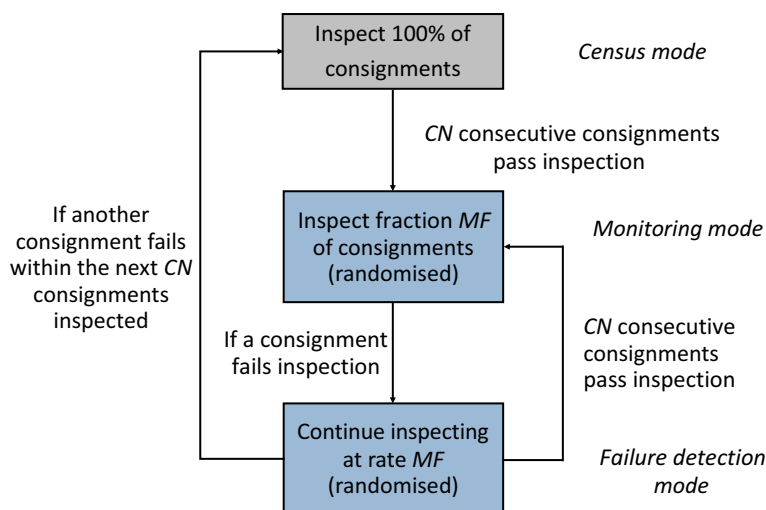 Inspect 100% of
consignments
Census mode
CN consecutive consignments
pass inspection
If another
consignment fails
within the next CN
consignments
inspected
Inspect fraction MF
of consignments
(randomised)
Monitoring mode
If a consignment
fails inspection
CN consecutive
consignments
pass inspection
Continue inspecting
at rate MF
(randomised)
Failure detection
mode